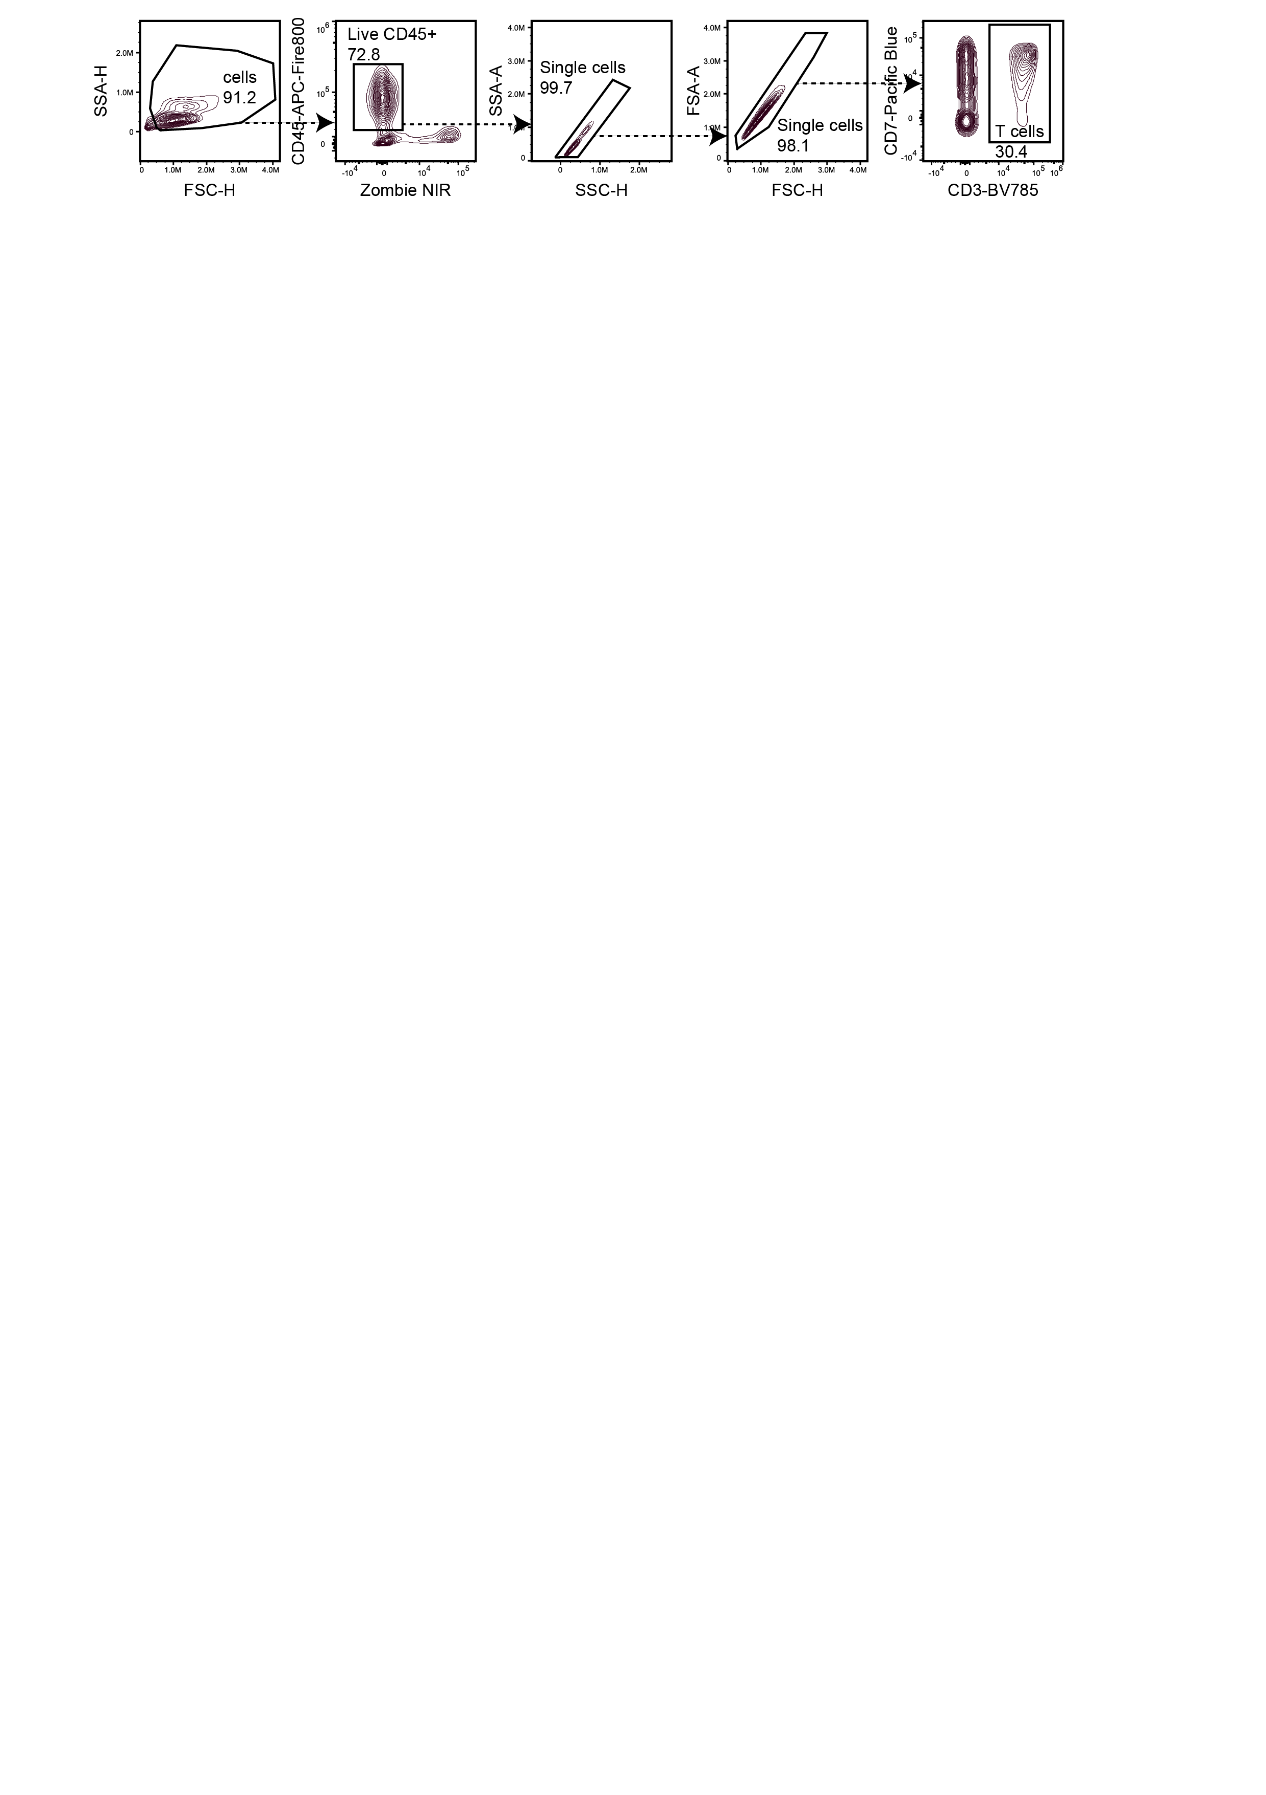 SSA-H
2.0M
1.0M
0
cells
91.2
0
1.0M
2.0M
3.0M
4.0M
FSC-H
CD45-APC-Fire800
10^6
10^5
0
Live CD45+
72.8
-10^4
0
10^4
10^5
Zombie NIR
SSA-A
4.0M
3.0M
2.0M
1.0M
0
Single cells
99.7
0
1.0M
2.0M
SSC-H
FSA-A
4.0M
3.0M
2.0M
1.0M
0
Single cells
98.1
0
1.0M
2.0M
3.0M
4.0M
FSC-H
CD7-Pacific Blue
10^5
10^4
0
-10^4
T cells
30.4
-10^4
0
10^4
10^5
10^6
CD3-BV785